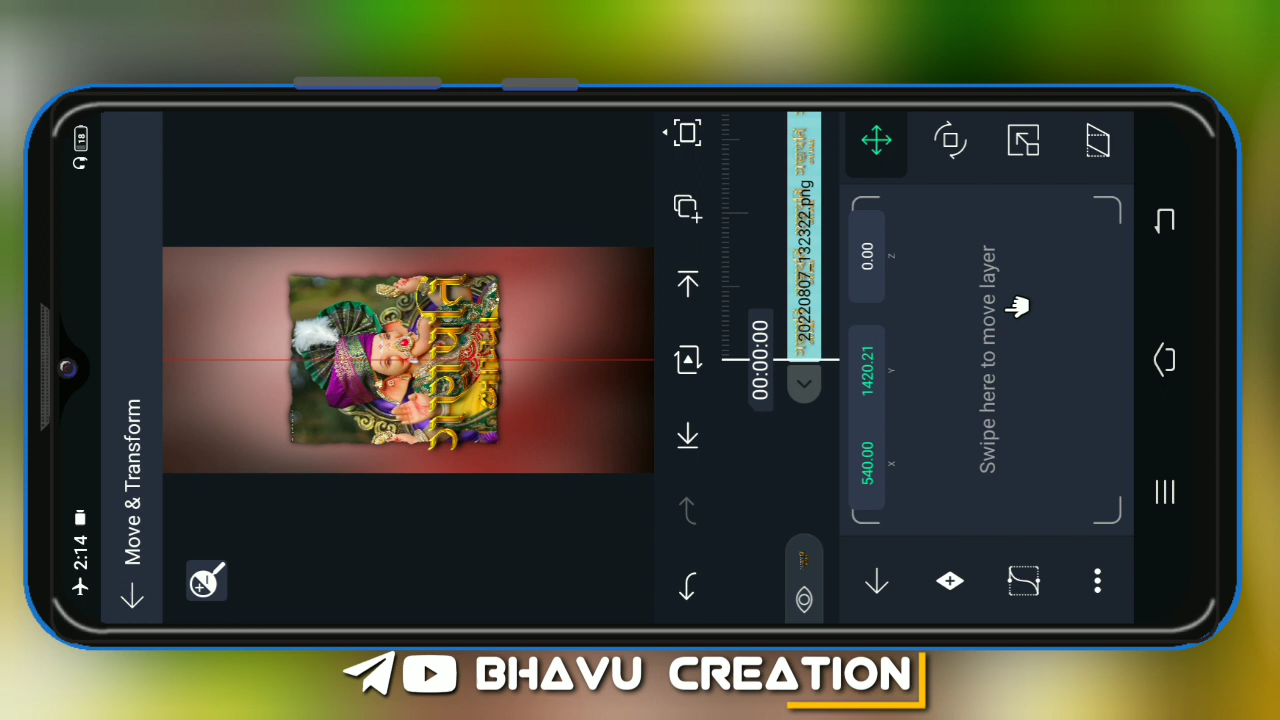 2:14
18
Move & Transform
00:00:00
20220807_132322.png
540.00
1420.21
0.00
X
Y
Z
Swipe here to move layer
BHAVU CREATION